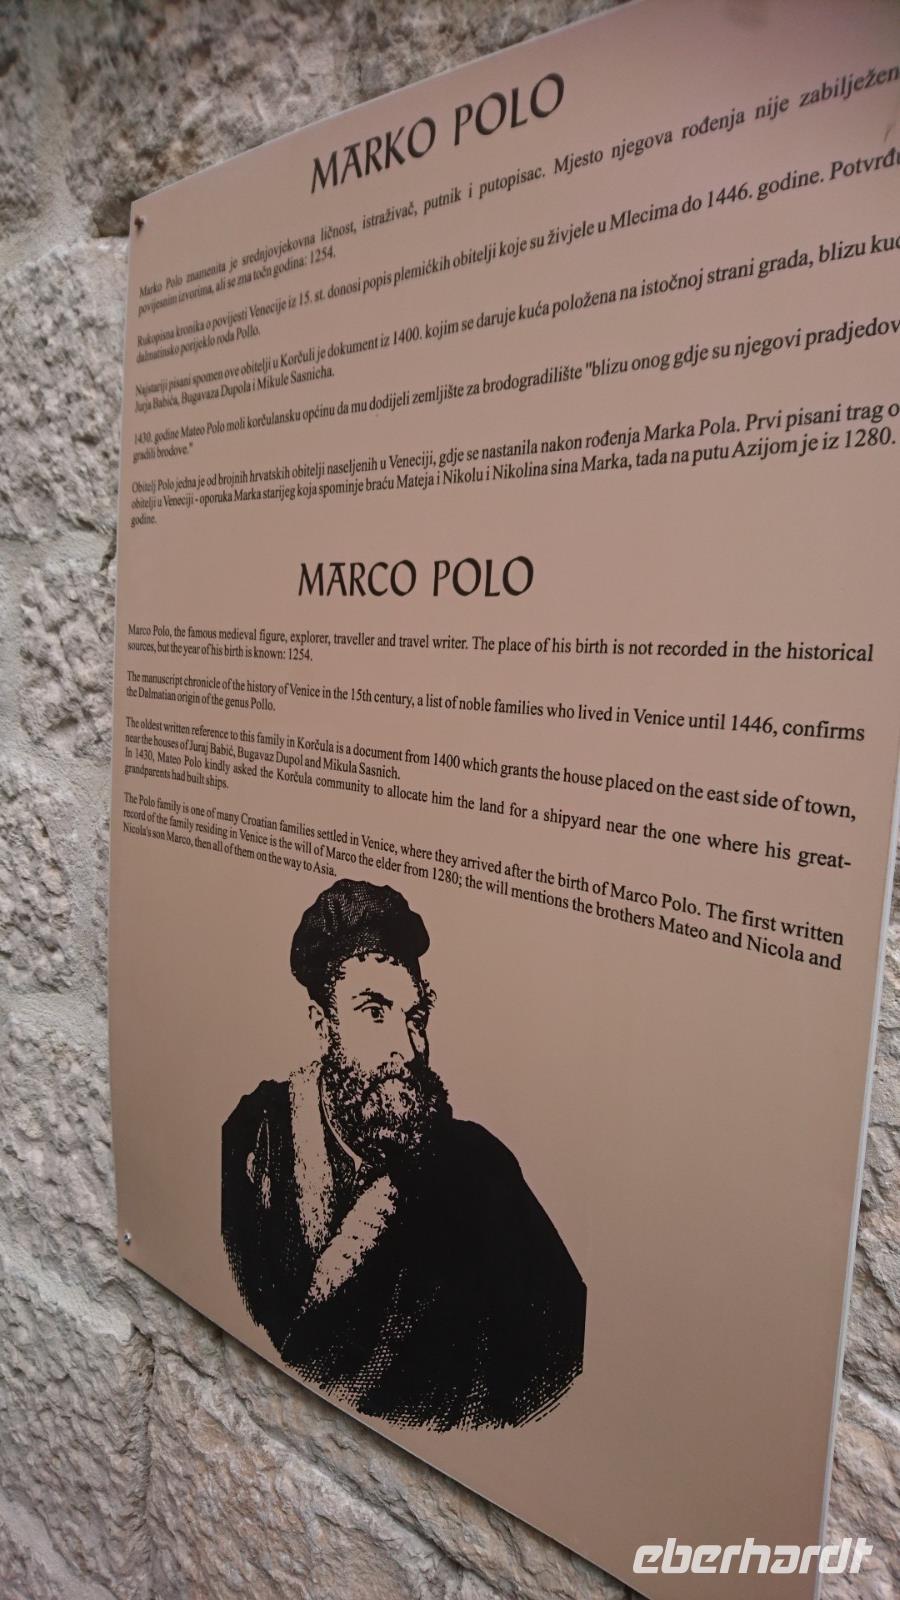 MARKO POLO
Marko Polo znamenita je srednjovjekovna ličnost, istraživač, putnik i putopisac. Mjesto njegova rođenja nije zabilježen
povijesnim izvorima, ali se zna točn godina: 1254.
Rukopisna kronika o povijesti Venecije iz 15. st. donosi popis plemićkih obitelji koje su živjele u Mlecima do 1446. godine. Potvrđu
dalmatinsko porijeklo roda Pollo.
Najstariji pisani spomen ove obitelji u Korčuli je dokument iz 1400. kojim se daruje kuća položena na istočnoj strani grada, blizu kuć
Jurja Babića, Bugavaza Dupola i Mikule Sasnicha.
1430. godine Mateo Polo moli korčulansku općinu da mu dodijeli zemljište za brodogradilište "blizu onog gdje su njegovi pradjedov
gradili brodove."
Obitelj Polo jedna je od brojnih hrvatskih obitelji naseljenih u Veneciji, gdje se nastanila nakon rođenja Marka Pola. Prvi pisani trag o
obitelji u Veneciji - oporuka Marka starijeg koja spominje braću Mateja i Nikolu i Nikolina sina Marka, tada na putu Azijom je iz 1280.
godine.
MARCO POLO
Marco Polo, the famous medieval figure, explorer, traveller and travel writer. The place of his birth is not recorded in the historical
sources, but the year of his birth is known: 1254.
The manuscript chronicle of the history of Venice in the 15th century, a list of noble families who lived in Venice until 1446, confirms
the Dalmatian origin of the genus Pollo.
The oldest written reference to this family in Korčula is a document from 1400 which grants the house placed on the east side of town,
near the houses of Juraj Babić, Bugavaz Dupol and Mikula Sasnich.
In 1430, Mateo Polo kindly asked the Korčula community to allocate him the land for a shipyard near the one where his great-
grandparents had built ships.
The Polo family is one of many Croatian families settled in Venice, where they arrived after the birth of Marco Polo. The first written
record of the family residing in Venice is the will of Marco the elder from 1280; the will mentions the brothers Mateo and Nicola and
Nicola's son Marco, then all of them on the way to Asia.
eberhardt